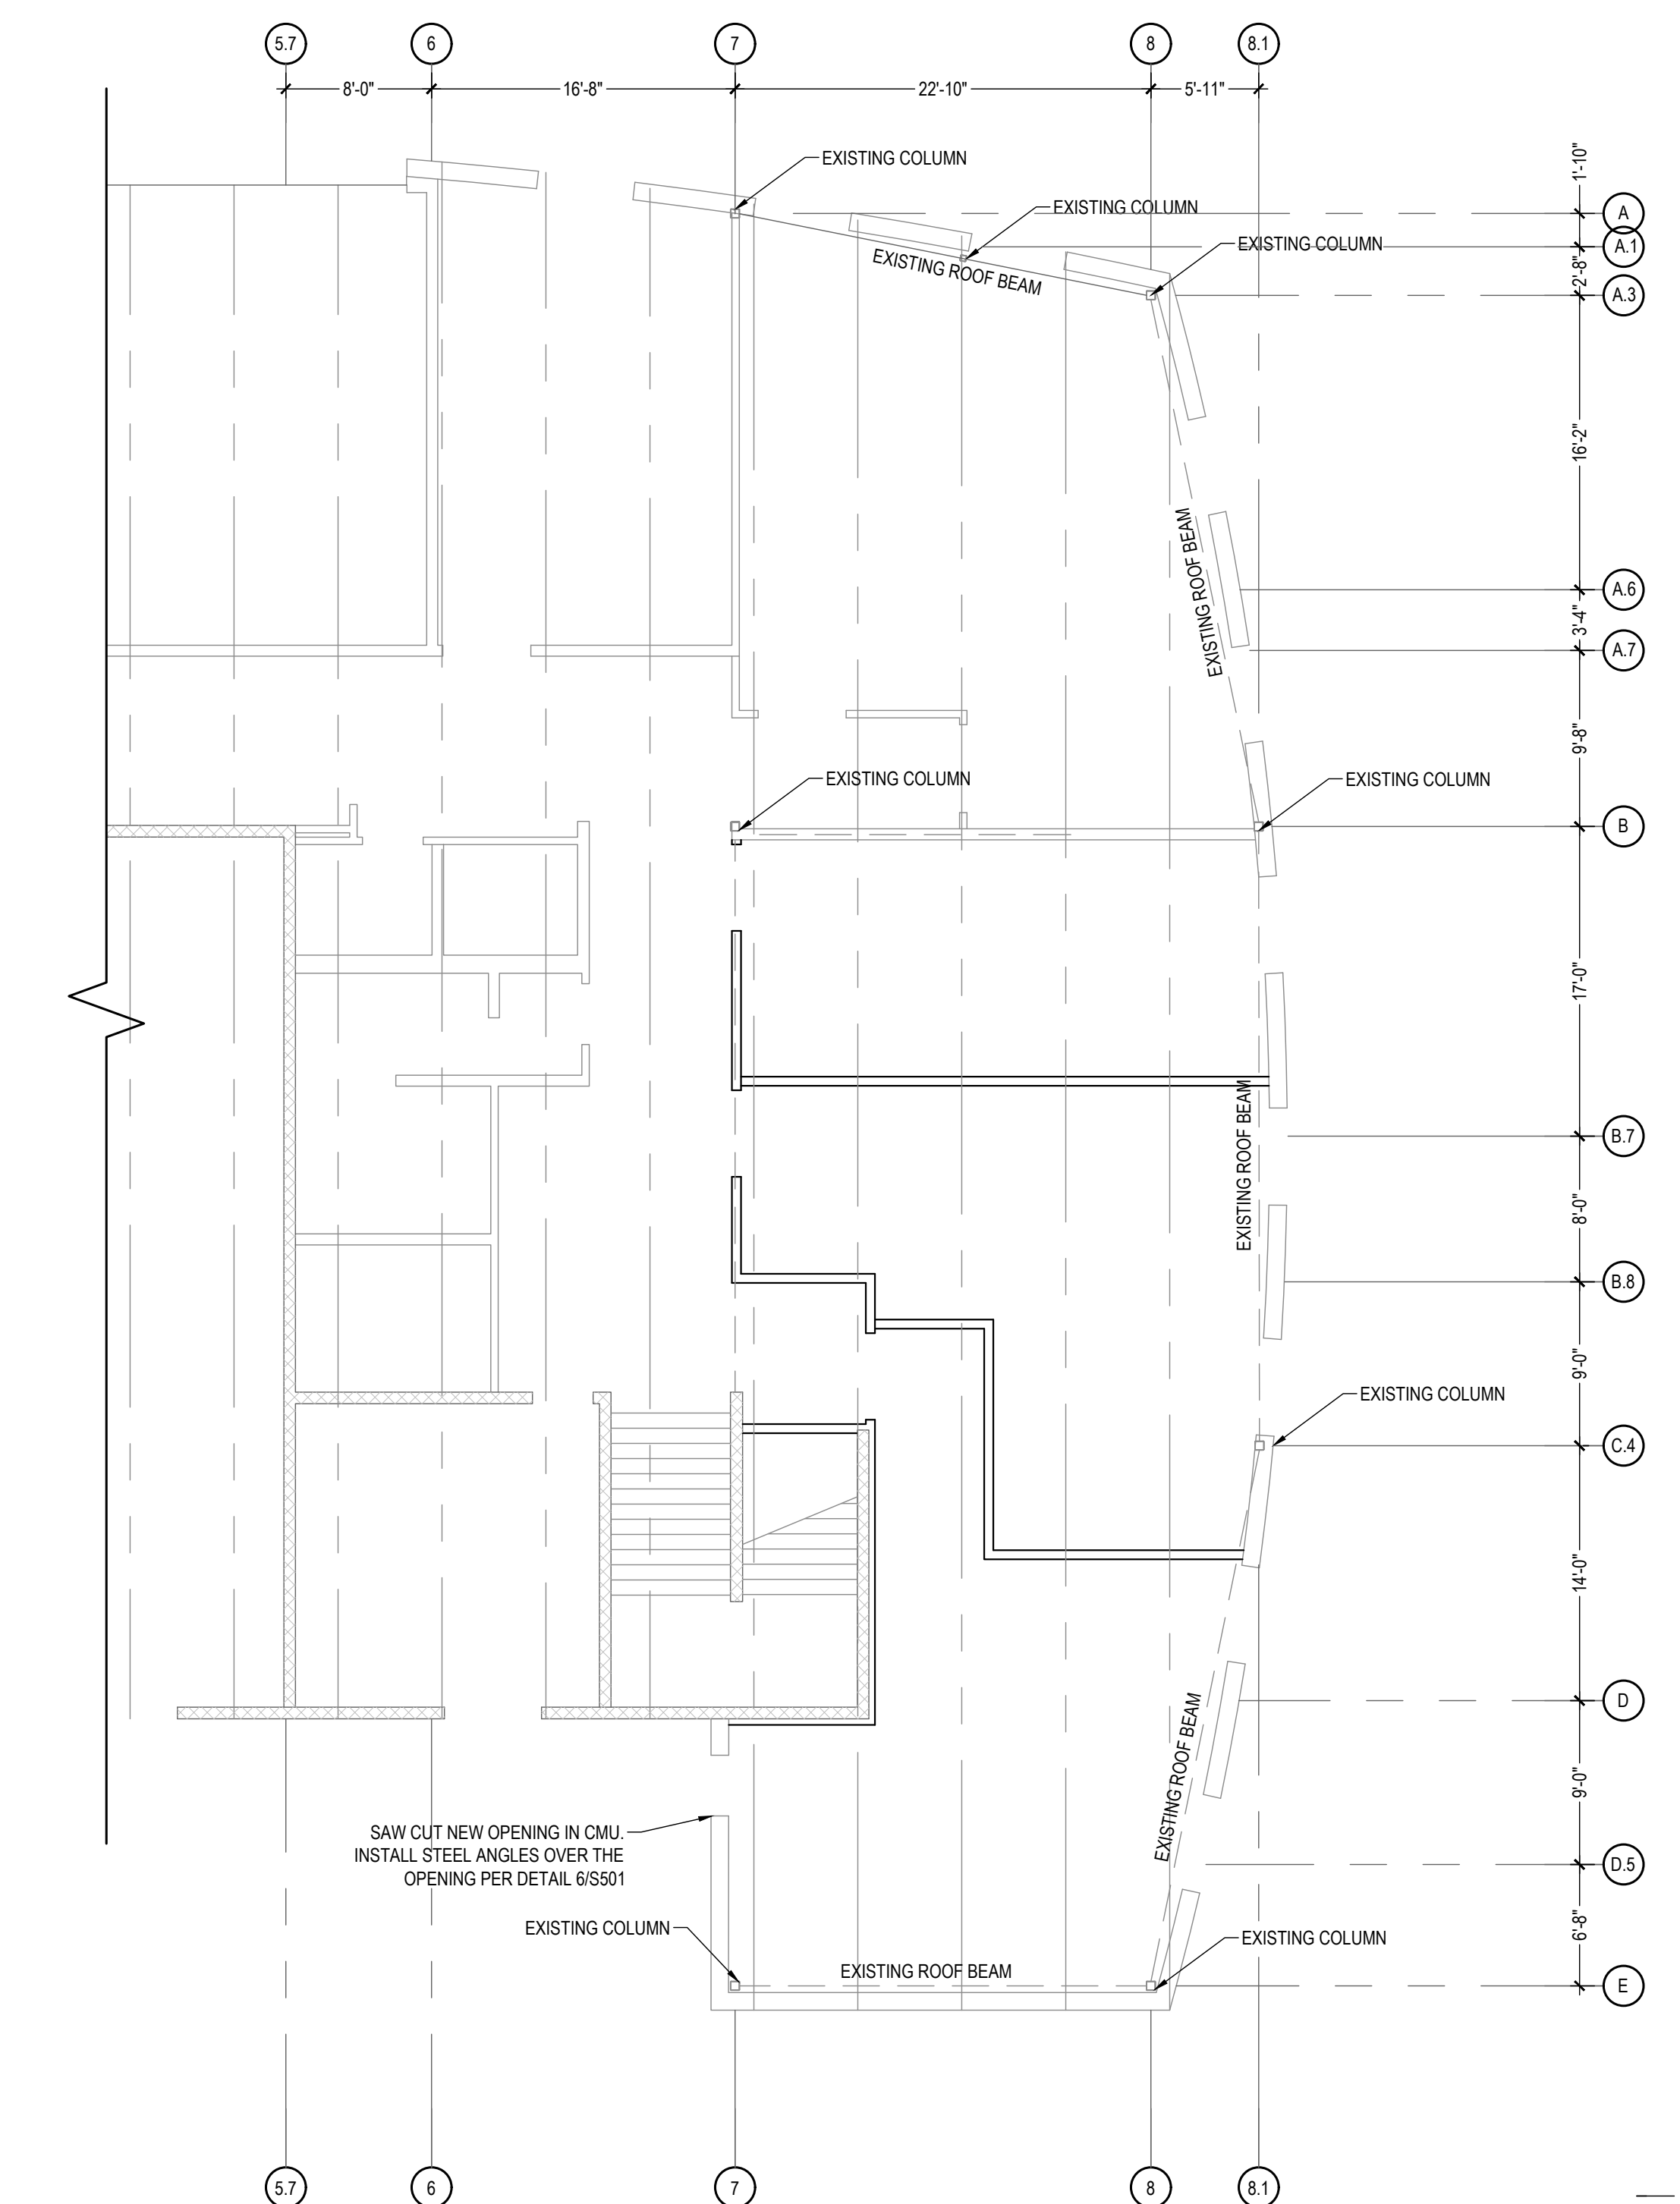 5.7
6
7
8
8.1
8'-0"
16'-8"
22'-10"
5'-11"
1'-10"
EXISTING COLUMN
EXISTING COLUMN
A
EXISTING COLUMN
A.1
EXISTING ROOF BEAM
2'-8"
A.3
16'-2"
EXISTING ROOF BEAM
A.6
3'-4"
A.7
9'-8"
EXISTING COLUMN
EXISTING COLUMN
B
17'-0"
B.7
EXISTING ROOF BEAM
8'-0"
B.8
9'-0"
EXISTING COLUMN
C.4
14'-0"
D
EXISTING ROOF BEAM
9'-0"
SAW CUT NEW OPENING IN CMU.
INSTALL STEEL ANGLES OVER THE
OPENING PER DETAIL 6/S501
D.5
EXISTING COLUMN
EXISTING COLUMN
6'-8"
EXISTING ROOF BEAM
E
5.7
6
7
8
8.1